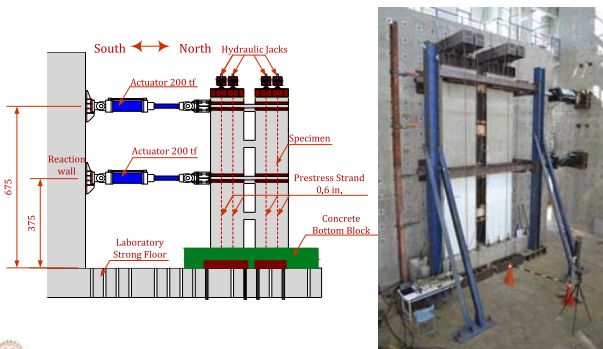 South
North
Hydraulic Jacks
Actuator 200 tf
Specimen
Reaction
wall
Actuator 200 tf
Prestress Strand
0,6 in,
675
375
Concrete
Bottom Block
Laboratory
Strong Floor